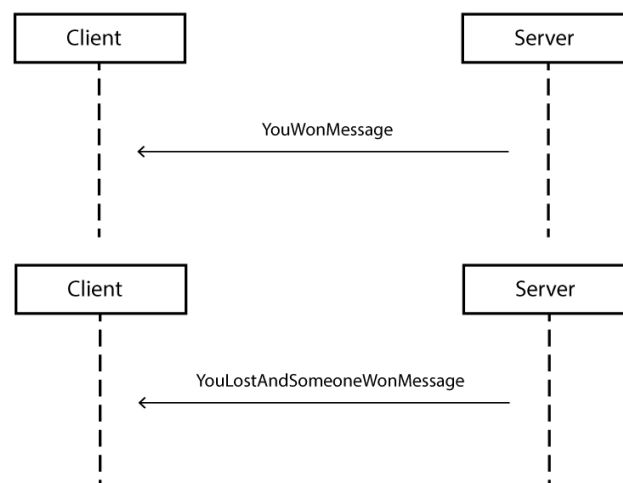 Client
Server
YouWonMessage
Client
Server
YouLostAndSomeoneWonMessage